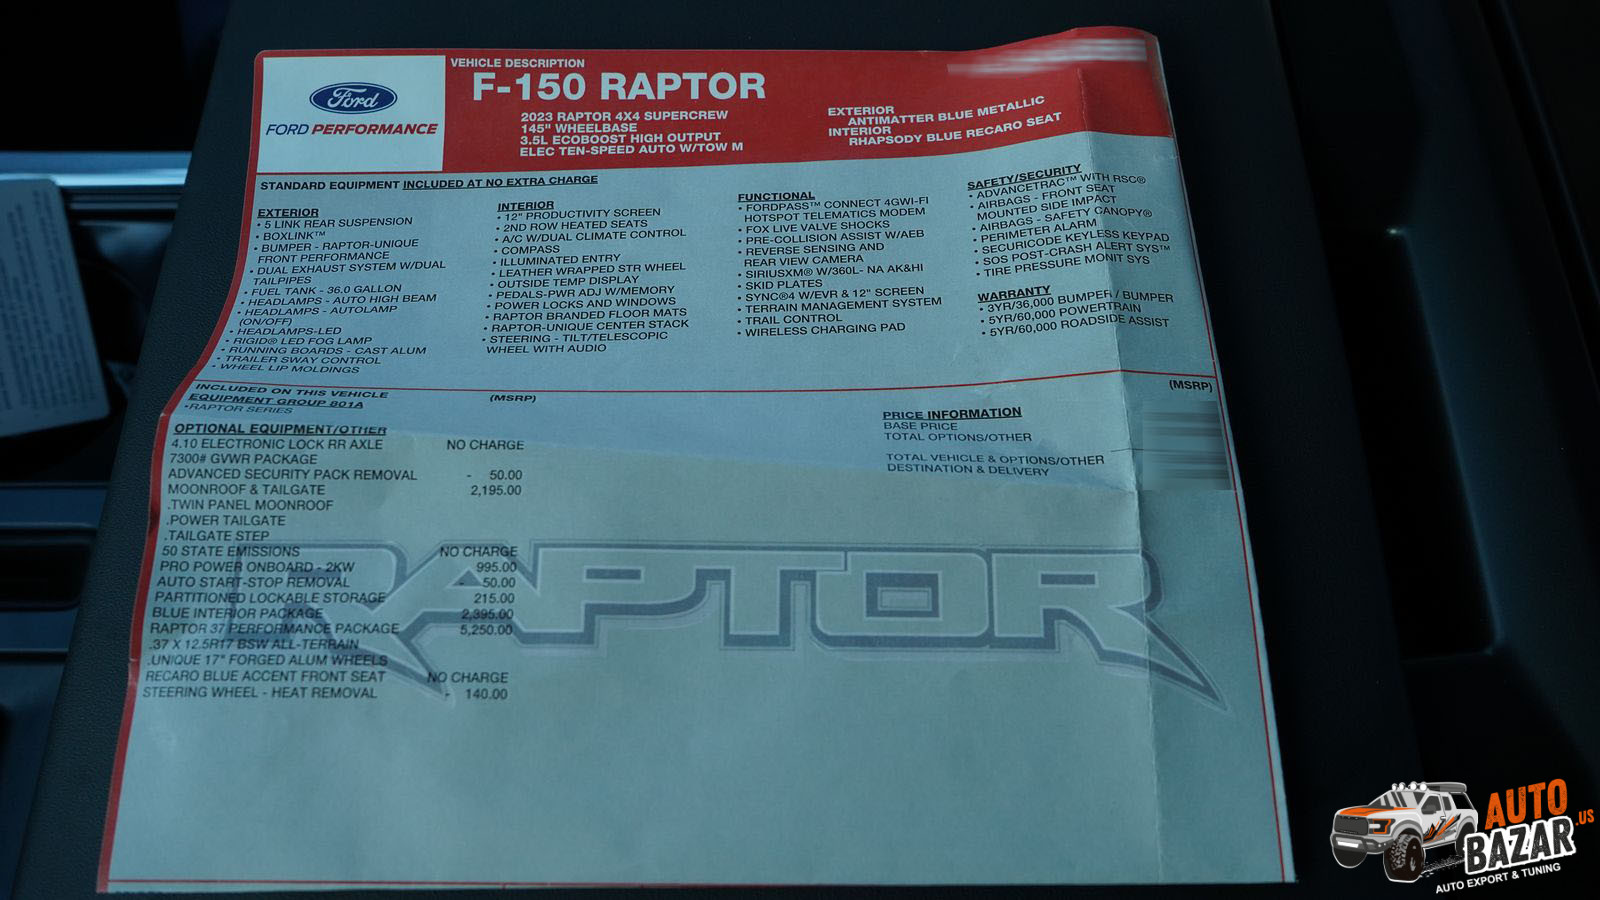 Ford
FORD PERFORMANCE
VEHICLE DESCRIPTION
F-150 RAPTOR
2023 RAPTOR 4X4 SUPERCREW
145" WHEELBASE
3.5L ECOBOOST HIGH OUTPUT
ELEC TEN-SPEED AUTO W/TOW M
EXTERIOR
ANTIMATTER BLUE METALLIC
INTERIOR
RHAPSODY BLUE RECARO SEAT
STANDARD EQUIPMENT INCLUDED AT NO EXTRA CHARGE
EXTERIOR
• 5 LINK REAR SUSPENSION
• BOXLINK™
• BUMPER - RAPTOR-UNIQUE
FRONT PERFORMANCE
• DUAL EXHAUST SYSTEM W/DUAL
TAILPIPES
• FUEL TANK - 36.0 GALLON
• HEADLAMPS - AUTO HIGH BEAM
• HEADLAMPS - AUTOLAMP
(ON/OFF)
• HEADLAMPS-LED
• RIGID® LED FOG LAMP
• RUNNING BOARDS - CAST ALUM
• TRAILER SWAY CONTROL
• WHEEL LIP MOLDINGS
INTERIOR
• 12" PRODUCTIVITY SCREEN
• 2ND ROW HEATED SEATS
• A/C W/DUAL CLIMATE CONTROL
• COMPASS
• ILLUMINATED ENTRY
• LEATHER WRAPPED STR WHEEL
• OUTSIDE TEMP DISPLAY
• PEDALS-PWR ADJ W/MEMORY
• POWER LOCKS AND WINDOWS
• RAPTOR BRANDED FLOOR MATS
• RAPTOR-UNIQUE CENTER STACK
• STEERING - TILT/TELESCOPIC
WHEEL WITH AUDIO
FUNCTIONAL
• FORDPASS™ CONNECT 4GWI-FI
HOTSPOT TELEMATICS MODEM
• FOX LIVE VALVE SHOCKS
• PRE-COLLISION ASSIST W/AEB
• REVERSE SENSING AND
REAR VIEW CAMERA
• SIRIUSXM® W/360L- NA AK&HI
• SKID PLATES
• SYNC®4 W/EVR & 12" SCREEN
• TERRAIN MANAGEMENT SYSTEM
• TRAIL CONTROL
• WIRELESS CHARGING PAD
SAFETY/SECURITY
• ADVANCETRAC™ WITH RSC®
• AIRBAGS - FRONT SEAT
MOUNTED SIDE IMPACT
• AIRBAGS - SAFETY CANOPY®
• PERIMETER ALARM
• SECURICODE KEYLESS KEYPAD
• SOS POST-CRASH ALERT SYS™
• TIRE PRESSURE MONIT SYS
WARRANTY
• 3YR/36,000 BUMPER / BUMPER
• 5YR/60,000 POWERTRAIN
• 5YR/60,000 ROADSIDE ASSIST
INCLUDED ON THIS VEHICLE (MSRP)
EQUIPMENT GROUP 801A
•RAPTOR SERIES
OPTIONAL EQUIPMENT/OTHER
4.10 ELECTRONIC LOCK RR AXLE NO CHARGE
7300# GVWR PACKAGE
ADVANCED SECURITY PACK REMOVAL - 50.00
MOONROOF & TAILGATE 2,195.00
.TWIN PANEL MOONROOF
.POWER TAILGATE
.TAILGATE STEP
50 STATE EMISSIONS NO CHARGE
PRO POWER ONBOARD - 2KW 995.00
AUTO START-STOP REMOVAL - 50.00
PARTITIONED LOCKABLE STORAGE 215.00
BLUE INTERIOR PACKAGE 2,395.00
RAPTOR 37 PERFORMANCE PACKAGE 5,250.00
.37 X 12.5R17 BSW ALL-TERRAIN
.UNIQUE 17" FORGED ALUM WHEELS
RECARO BLUE ACCENT FRONT SEAT NO CHARGE
STEERING WHEEL - HEAT REMOVAL - 140.00
(MSRP)
PRICE INFORMATION
BASE PRICE
TOTAL OPTIONS/OTHER
TOTAL VEHICLE & OPTIONS/OTHER
DESTINATION & DELIVERY
RAPTOR
AUTO
BAZAR.US
AUTO EXPORT & TUNING